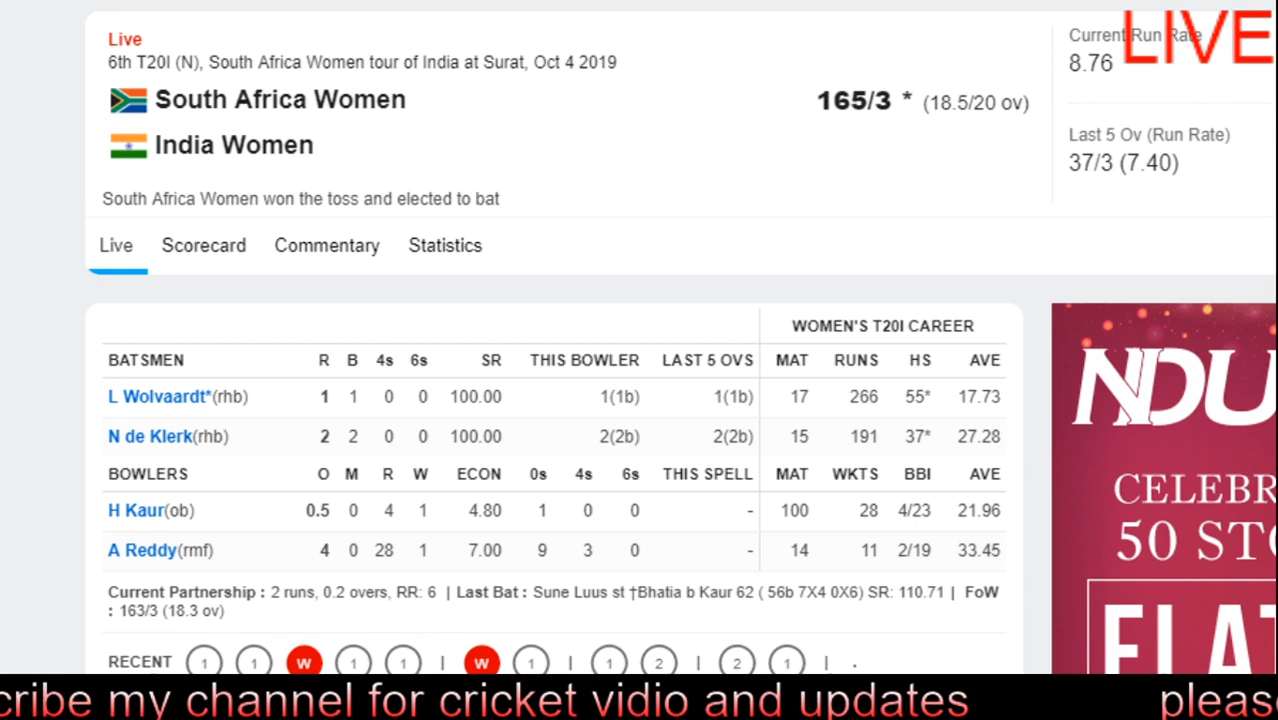 Live
LIVE
Current Run Rate
6th T20I (N), South Africa Women tour of India at Surat, Oct 4 2019
8.76
South Africa Women 165/3 * (18.5/20 ov)
India Women
Last 5 Ov (Run Rate)
37/3 (7.40)
South Africa Women won the toss and elected to bat
Live Scorecard Commentary Statistics
WOMEN'S T20I CAREER
BATSMEN R B 4s 6s SR THIS BOWLER LAST 5 OVS MAT RUNS HS AVE
L Wolvaardt*(rhb) 1 1 0 0 100.00 1(1b) 1(1b) 17 266 55* 17.73
N de Klerk(rhb) 2 2 0 0 100.00 2(2b) 2(2b) 15 191 37* 27.28
BOWLERS O M R W ECON 0s 4s 6s THIS SPELL MAT WKTS BBI AVE
H Kaur(ob) 0.5 0 4 1 4.80 1 0 0 - 100 28 4/23 21.96
A Reddy(rmf) 4 0 28 1 7.00 9 3 0 - 14 11 2/19 33.45
Current Partnership : 2 runs, 0.2 overs, RR: 6 | Last Bat : Sune Luus st †Bhatia b Kaur 62 ( 56b 7X4 0X6) SR: 110.71 | FoW
: 163/3 (18.3 ov)
RECENT 1 1 W 1 1 | W 1 | 1 2 | 2 1 | .
NDU
CELEBR
50 ST
FLAT
cribe my channel for cricket vidio and updates pleas